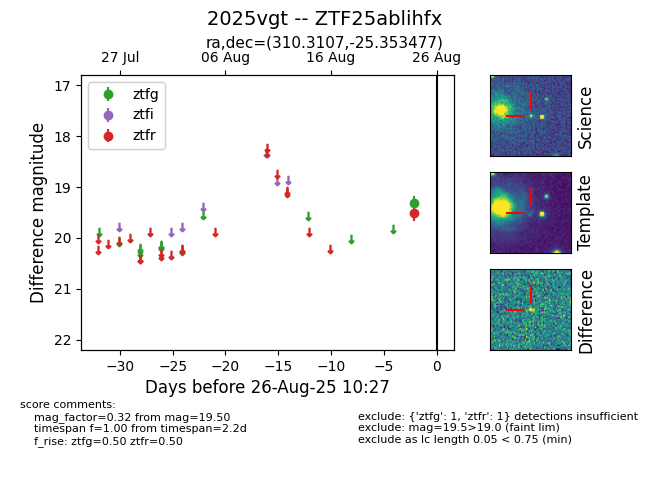 2025vgt -- ZTF25ablihfx
ra,dec=(310.3107,-25.353477)
27 Jul
06 Aug
16 Aug
26 Aug
ztfg
ztfi
ztfr
17
18
19
20
21
22
Difference magnitude
−30
−25
−20
−15
−10
−5
0
Days before 26-Aug-25 10:27
Science
Template
Difference
score comments:
mag_factor=0.32 from mag=19.50
timespan f=1.00 from timespan=2.2d
f_rise: ztfg=0.50 ztfr=0.50
exclude: {'ztfg': 1, 'ztfr': 1} detections insufficient
exclude: mag=19.5>19.0 (faint lim)
exclude as lc length 0.05 < 0.75 (min)